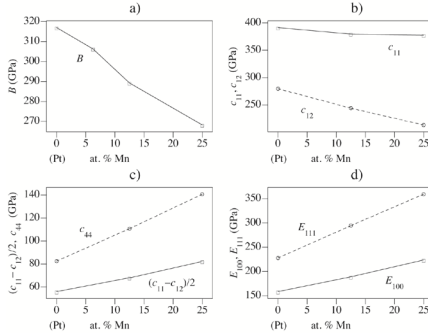 a)
B (GPa)
320
310
300
290
280
270
B
0 5 10 15 20 25
(Pt) at. % Mn
b)
c11, c12 (GPa)
400
350
300
250
c11
c12
0 5 10 15 20 25
(Pt) at. % Mn
c)
(c11−c12)/2, c44 (GPa)
140
120
100
80
60
c44
(c11−c12)/2
0 5 10 15 20 25
(Pt) at. % Mn
d)
E100, E111 (GPa)
350
300
250
200
150
E111
E100
0 5 10 15 20 25
(Pt) at. % Mn